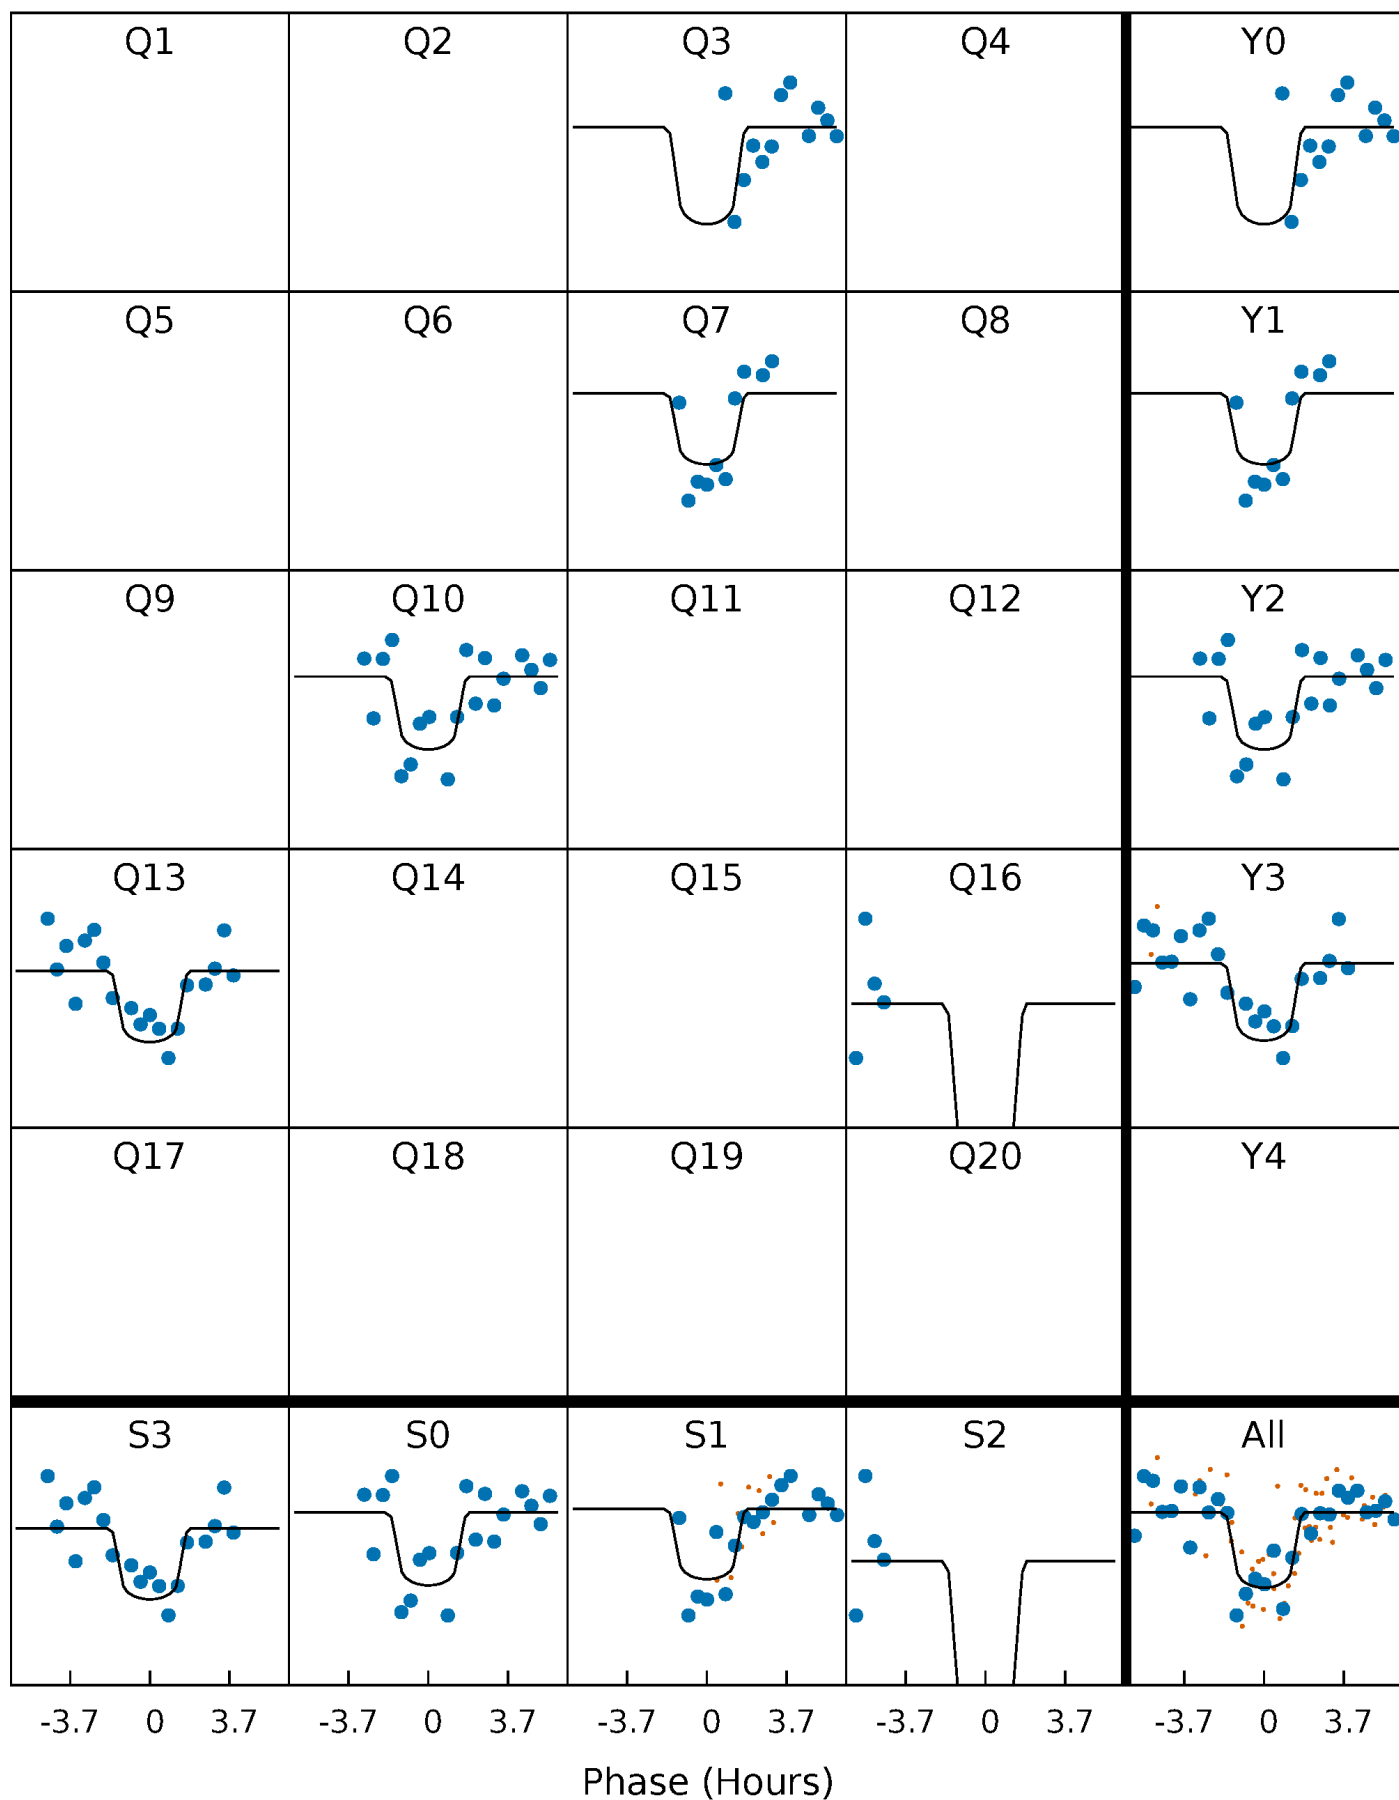 Q1 Q2 Q3 Q4 Y0
Q5 Q6 Q7 Q8 Y1
Q9 Q10 Q11 Q12 Y2
Q13 Q14 Q15 Q16 Y3
Q17 Q18 Q19 Q20 Y4
S3 S0 S1 S2 All
-3.7 0 3.7 -3.7 0 3.7 -3.7 0 3.7 -3.7 0 3.7 -3.7 0 3.7
Phase (Hours)